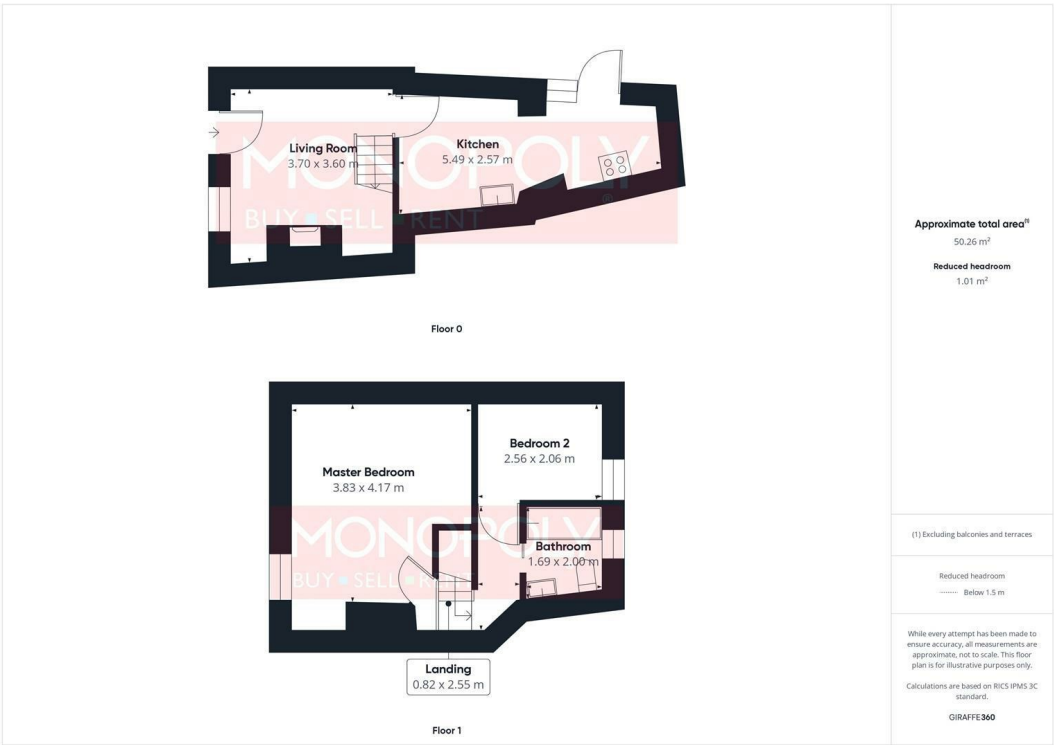 MONOPOLY
BUY SELL RENT
Living Room
3.70 x 3.60 m
Kitchen
5.49 x 2.57 m
Floor 0
Master Bedroom
3.83 x 4.17 m
Bedroom 2
2.56 x 2.06 m
MONOPOLY
BUY SELL RENT
Bathroom
1.69 x 2.00 m
Landing
0.82 x 2.55 m
Floor 1
Approximate total area(1)
50.26 m²
Reduced headroom
1.01 m²
(1) Excluding balconies and terraces
Reduced headroom
Below 1.5 m
While every attempt has been made to
ensure accuracy, all measurements are
approximate, not to scale. This floor
plan is for illustrative purposes only.
Calculations are based on RICS IPMS 3C
standard.
GIRAFFE360